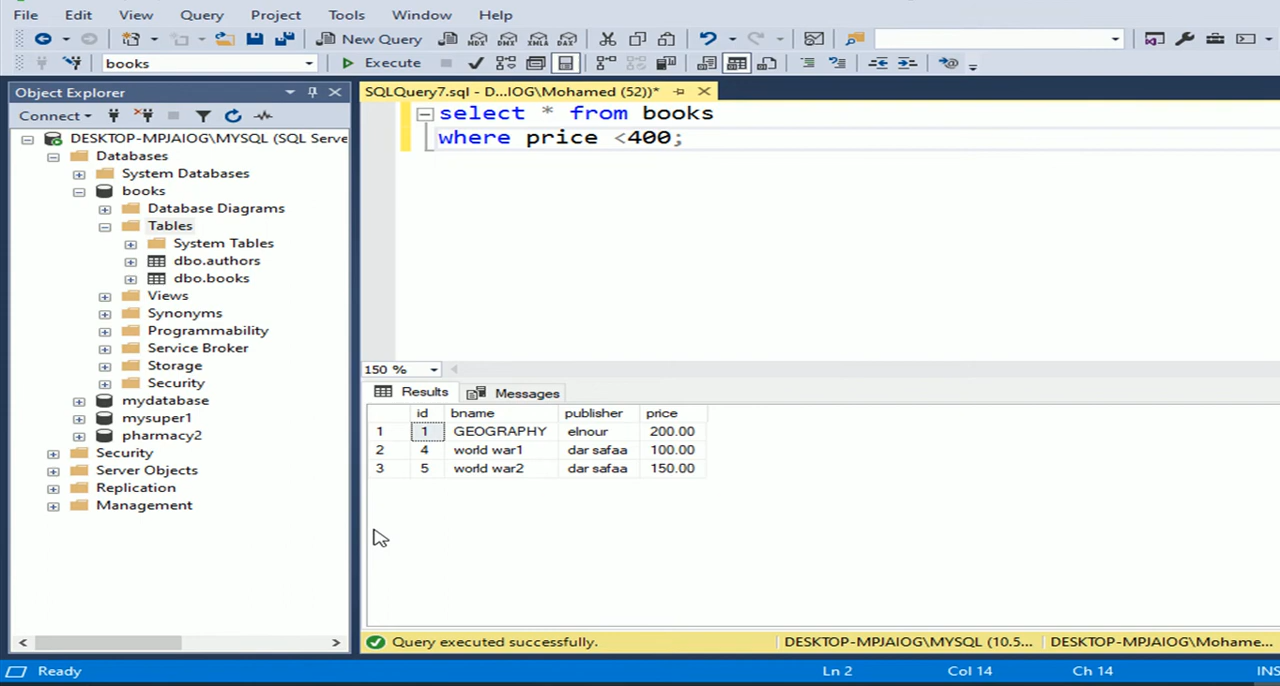 File Edit View Query Project Tools Window Help
New Query MDX DMX XMLA DAX
books Execute
Object Explorer
SQLQuery7.sql - D...IOG\Mohamed (52))*
Connect
DESKTOP-MPJAIOG\MYSQL (SQL Serve
Databases
System Databases
books
Database Diagrams
Tables
System Tables
dbo.authors
dbo.books
Views
Synonyms
Programmability
Service Broker
Storage
Security
mydatabase
mysuper1
pharmacy2
Security
Server Objects
Replication
Management
select * from books
where price <400;
150 %
Results Messages
id bname publisher price
1 1 GEOGRAPHY elnour 200.00
2 4 world war1 dar safaa 100.00
3 5 world war2 dar safaa 150.00
Query executed successfully. DESKTOP-MPJAIOG\MYSQL (10.5... DESKTOP-MPJAIOG\Mohame...
Ready Ln 2 Col 14 Ch 14 INS